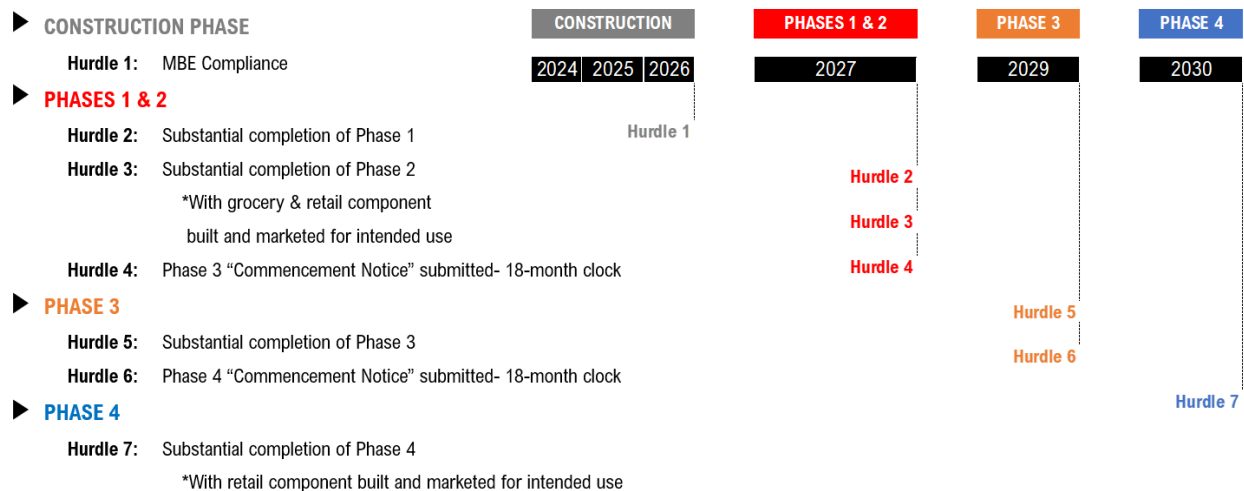 CONSTRUCTION PHASE
Hurdle 1: MBE Compliance
PHASES 1 & 2
Hurdle 2: Substantial completion of Phase 1
Hurdle 3: Substantial completion of Phase 2
*With grocery & retail component
built and marketed for intended use
Hurdle 4: Phase 3 “Commencement Notice” submitted- 18-month clock
PHASE 3
Hurdle 5: Substantial completion of Phase 3
Hurdle 6: Phase 4 “Commencement Notice” submitted- 18-month clock
PHASE 4
Hurdle 7: Substantial completion of Phase 4
*With retail component built and marketed for intended use
CONSTRUCTION PHASES 1 & 2 PHASE 3 PHASE 4
2024 2025 2026 2027 2029 2030
Hurdle 1
Hurdle 2
Hurdle 3
Hurdle 4
Hurdle 5
Hurdle 6
Hurdle 7